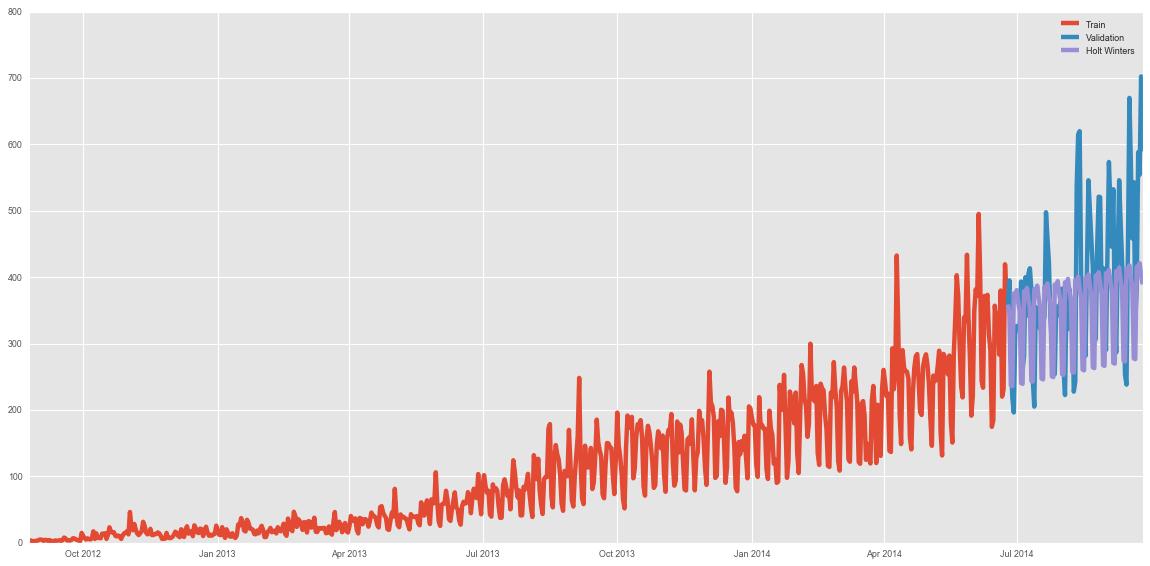 800
700
600
500
400
300
200
100
0
Oct 2012
Jan 2013
Apr 2013
Jul 2013
Oct 2013
Jan 2014
Apr 2014
Jul 2014
Train
Validation
Holt Winters